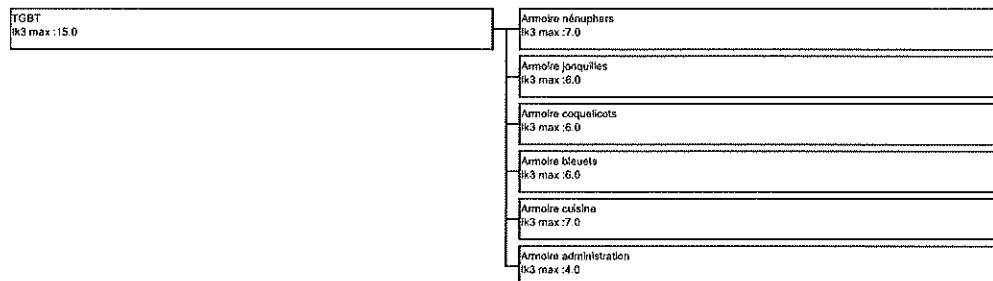 TGBT
Ik3 max :15.0
Armoire nénuphars
Ik3 max :7.0
Armoire jonquilles
Ik3 max :6.0
Armoire coquelicots
Ik3 max :6.0
Armoire bleuets
Ik3 max :6.0
Armoire cuisine
Ik3 max :7.0
Armoire administration
Ik3 max :4.0